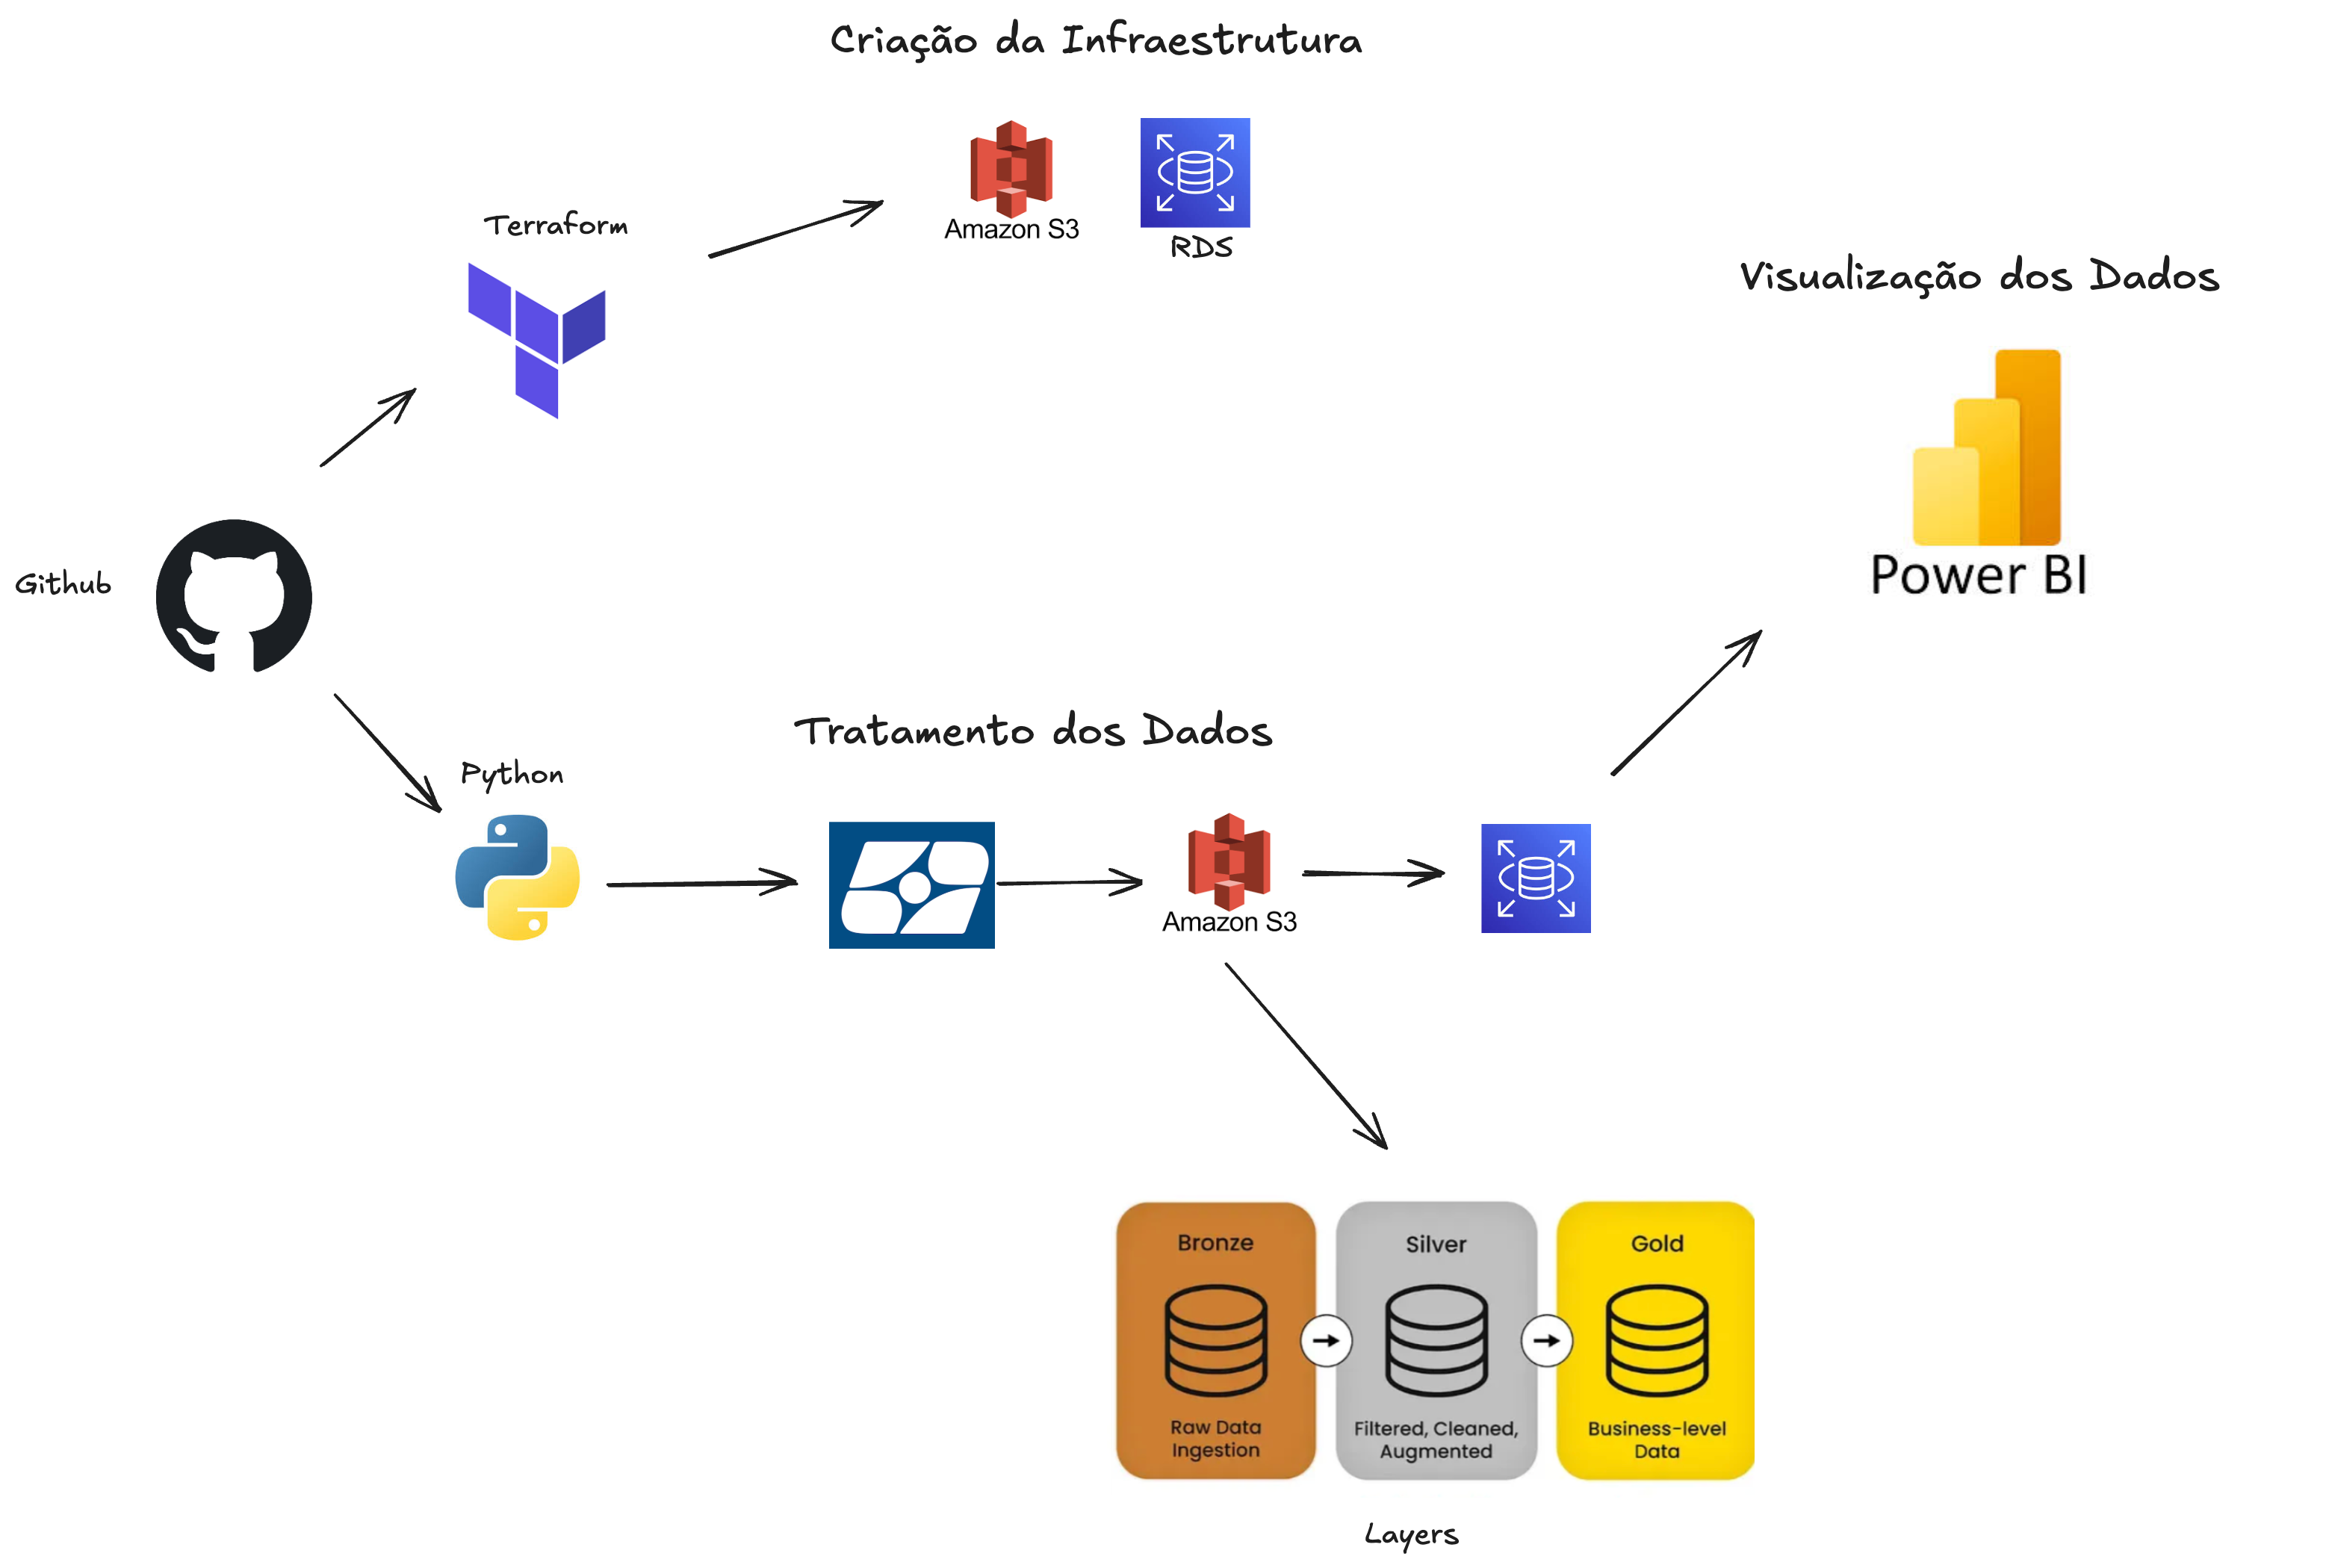 Criação da Infraestrutura
Amazon S3
RDS
Terraform
Visualização dos Dados
Power BI
Github
Tratamento dos Dados
Python
Amazon S3
Bronze
Raw Data
Ingestion
Silver
Filtered, Cleaned,
Augmented
Gold
Business-level
Data
Layers